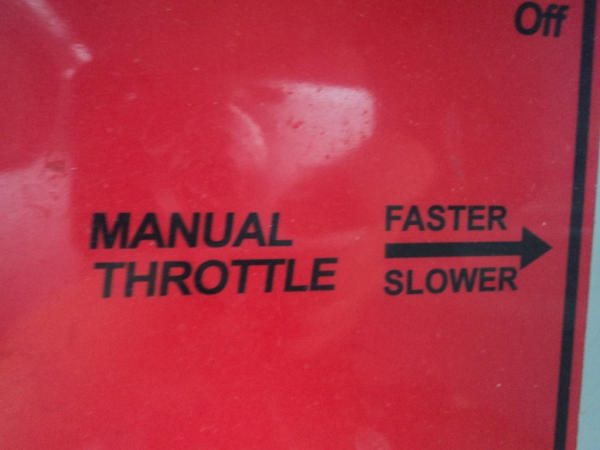 Off
MANUAL
THROTTLE
FASTER
SLOWER